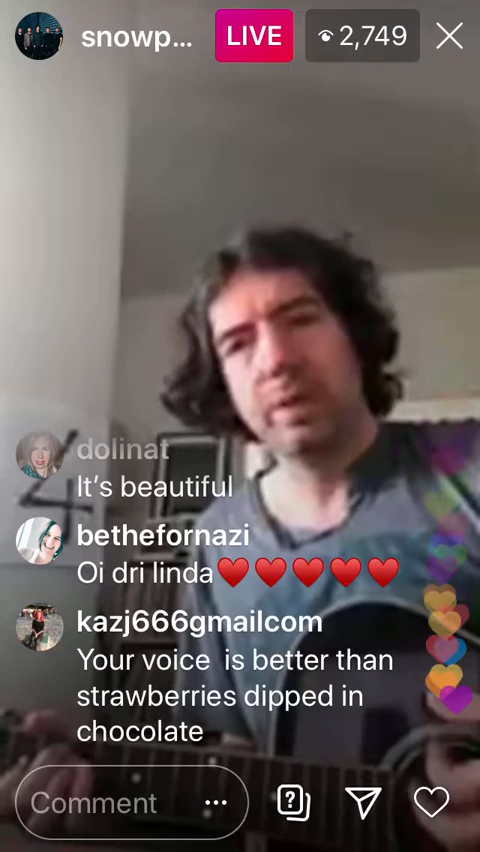 snowp...
LIVE
2,749
dolinat
It's beautiful
bethefornazi
Oi dri linda❤️❤️❤️❤️❤️
kazj666gmailcom
Your voice  is better than
strawberries dipped in
chocolate
Comment